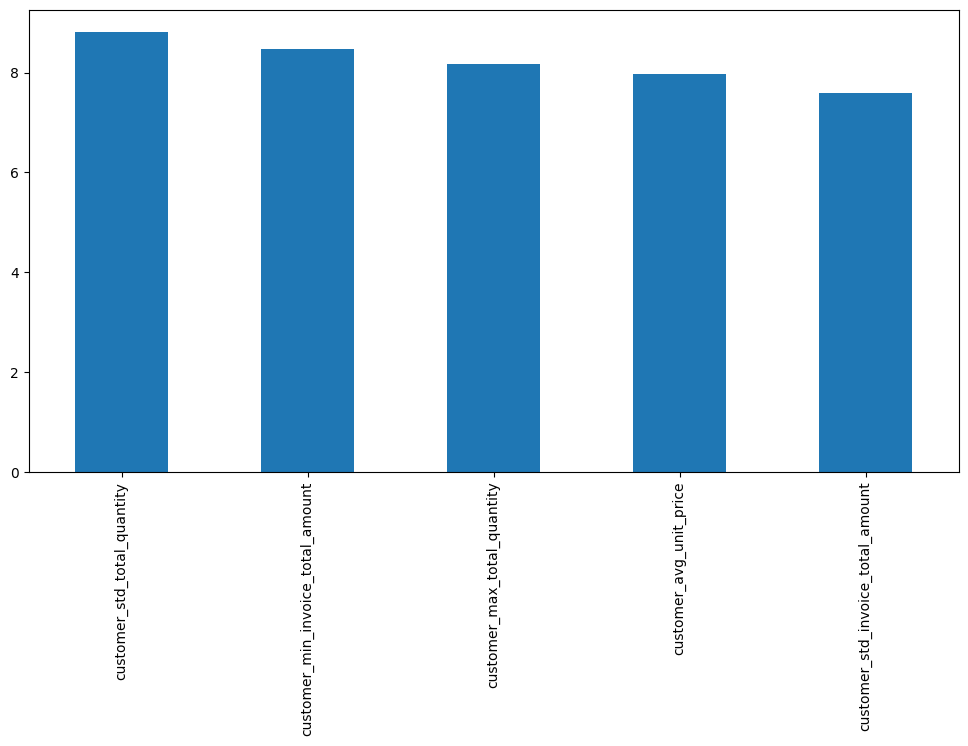 8
6
4
2
0
customer_std_total_quantity
customer_min_invoice_total_amount
customer_max_total_quantity
customer_avg_unit_price
customer_std_invoice_total_amount